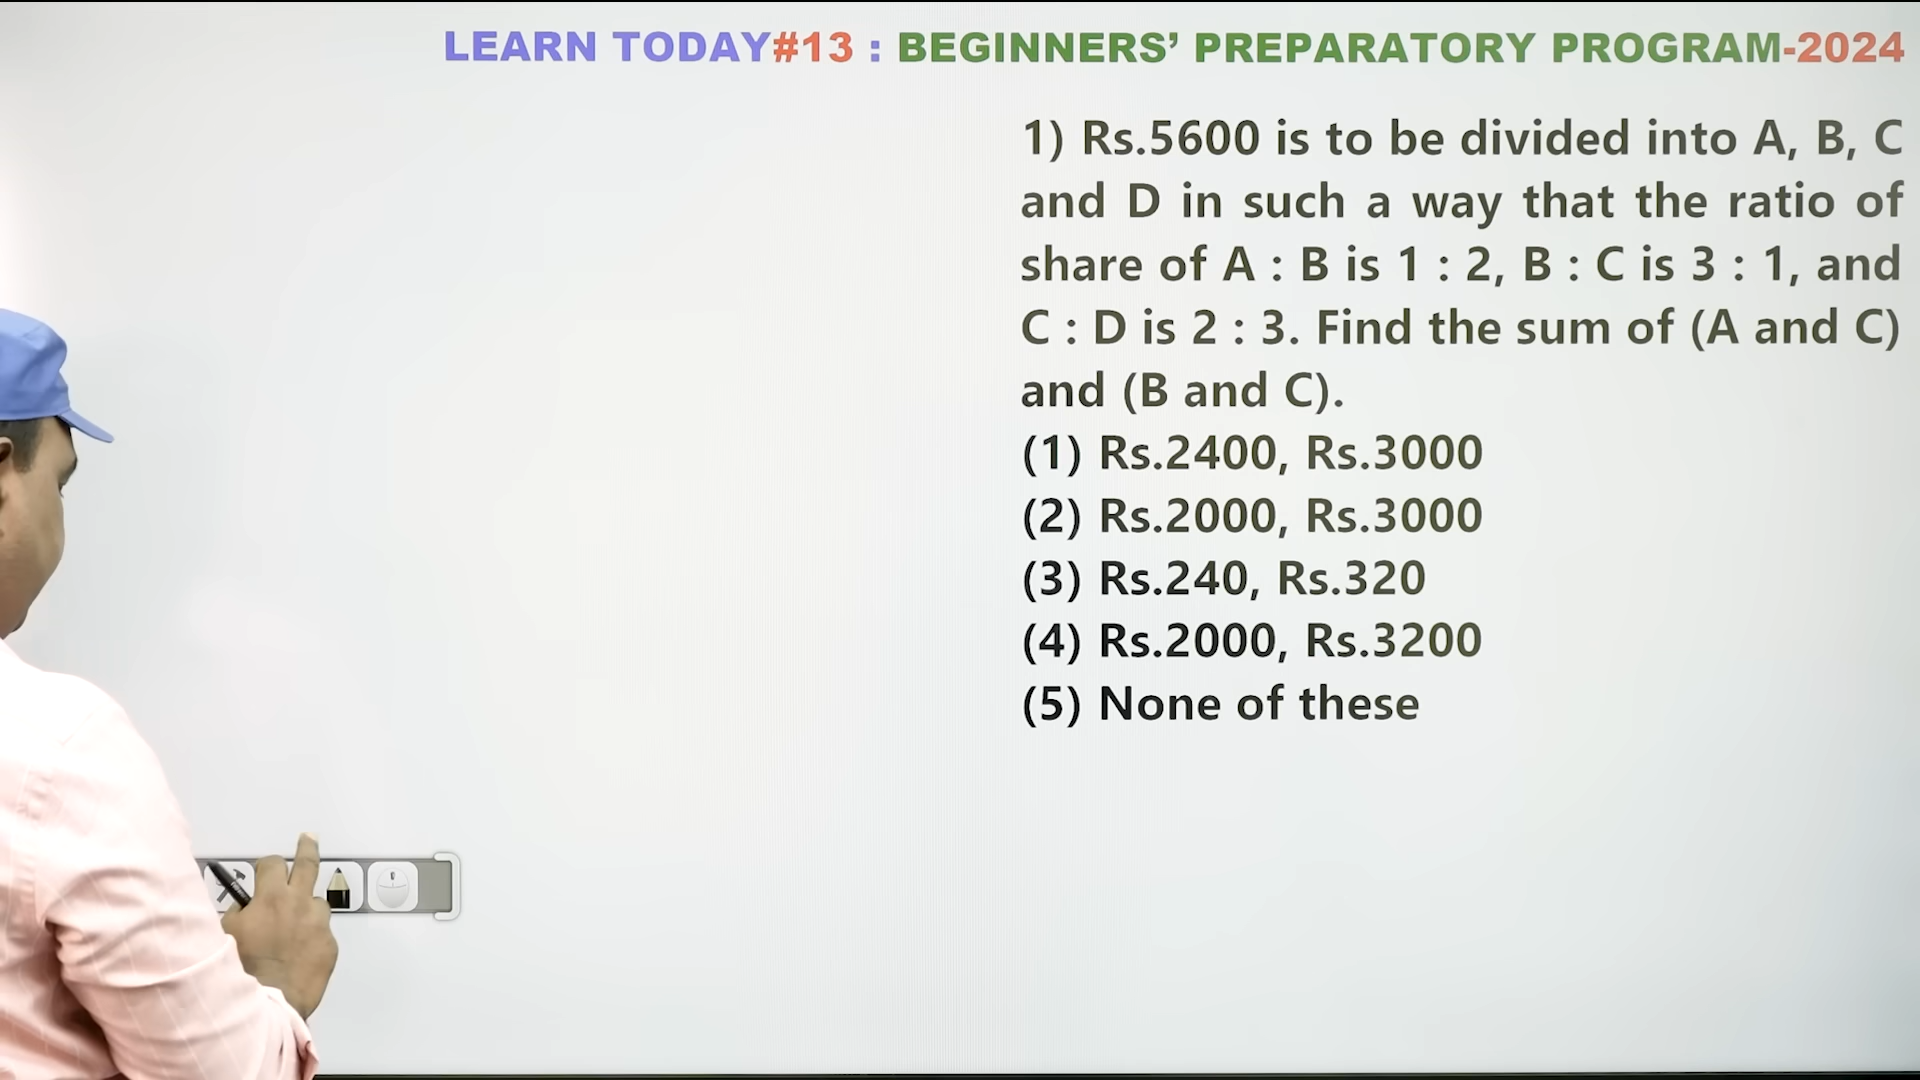 LEARN TODAY#13 : BEGINNERS’ PREPARATORY PROGRAM-2024
1) Rs.5600 is to be divided into A, B, C
and D in such a way that the ratio of
share of A : B is 1 : 2, B : C is 3 : 1, and
C : D is 2 : 3. Find the sum of (A and C)
and (B and C).
(1) Rs.2400, Rs.3000
(2) Rs.2000, Rs.3000
(3) Rs.240, Rs.320
(4) Rs.2000, Rs.3200
(5) None of these